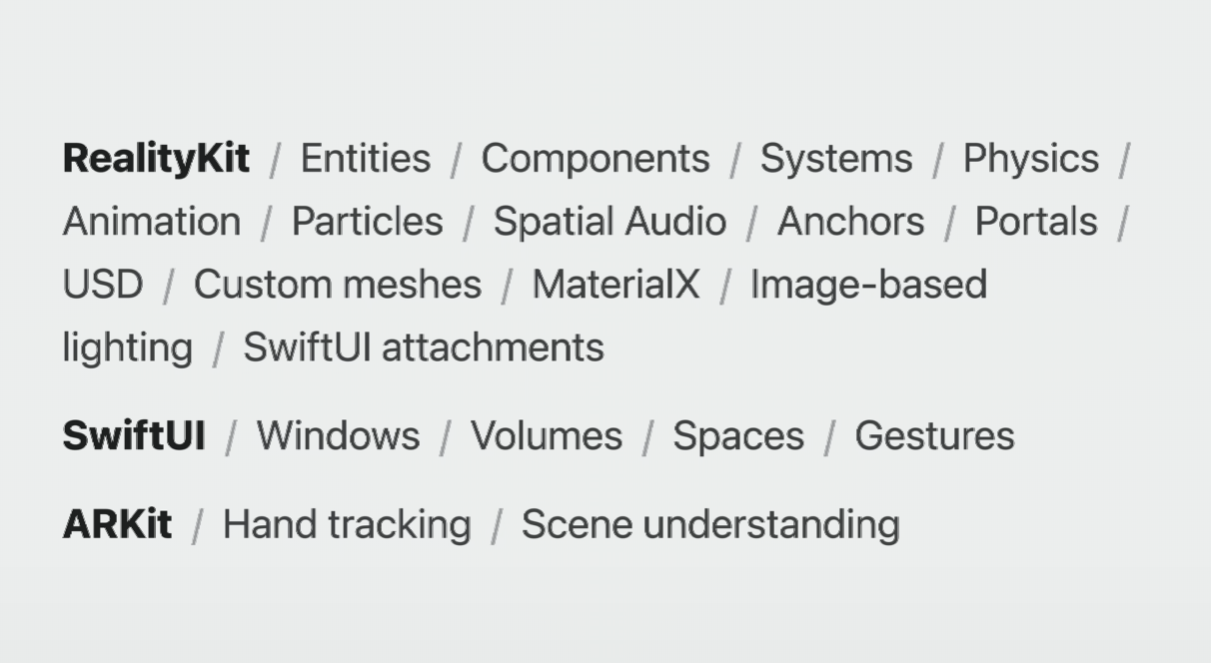 RealityKit / Entities / Components / Systems / Physics /
Animation / Particles / Spatial Audio / Anchors / Portals /
USD / Custom meshes / MaterialX / Image-based
lighting / SwiftUI attachments
SwiftUI / Windows / Volumes / Spaces / Gestures
ARKit / Hand tracking / Scene understanding